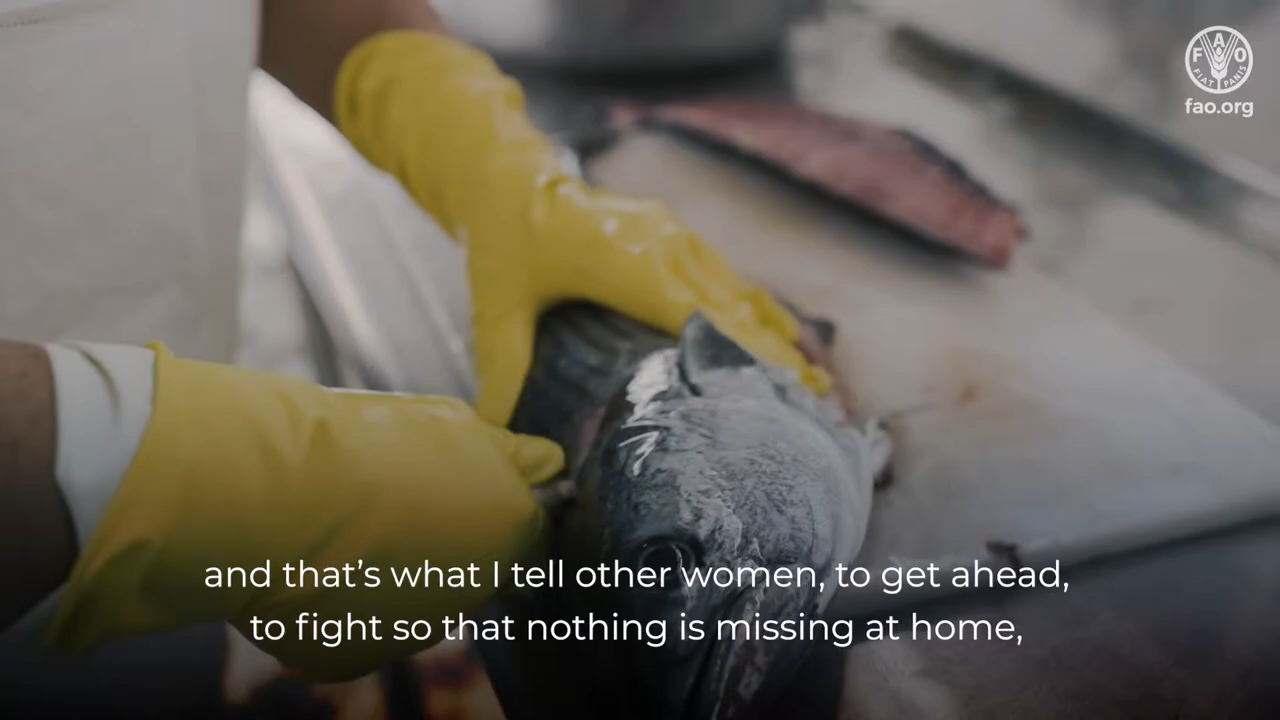 FAO
FIAT PANIS
fao.org
and that's what I tell other women, to get ahead,
to fight so that nothing is missing at home,